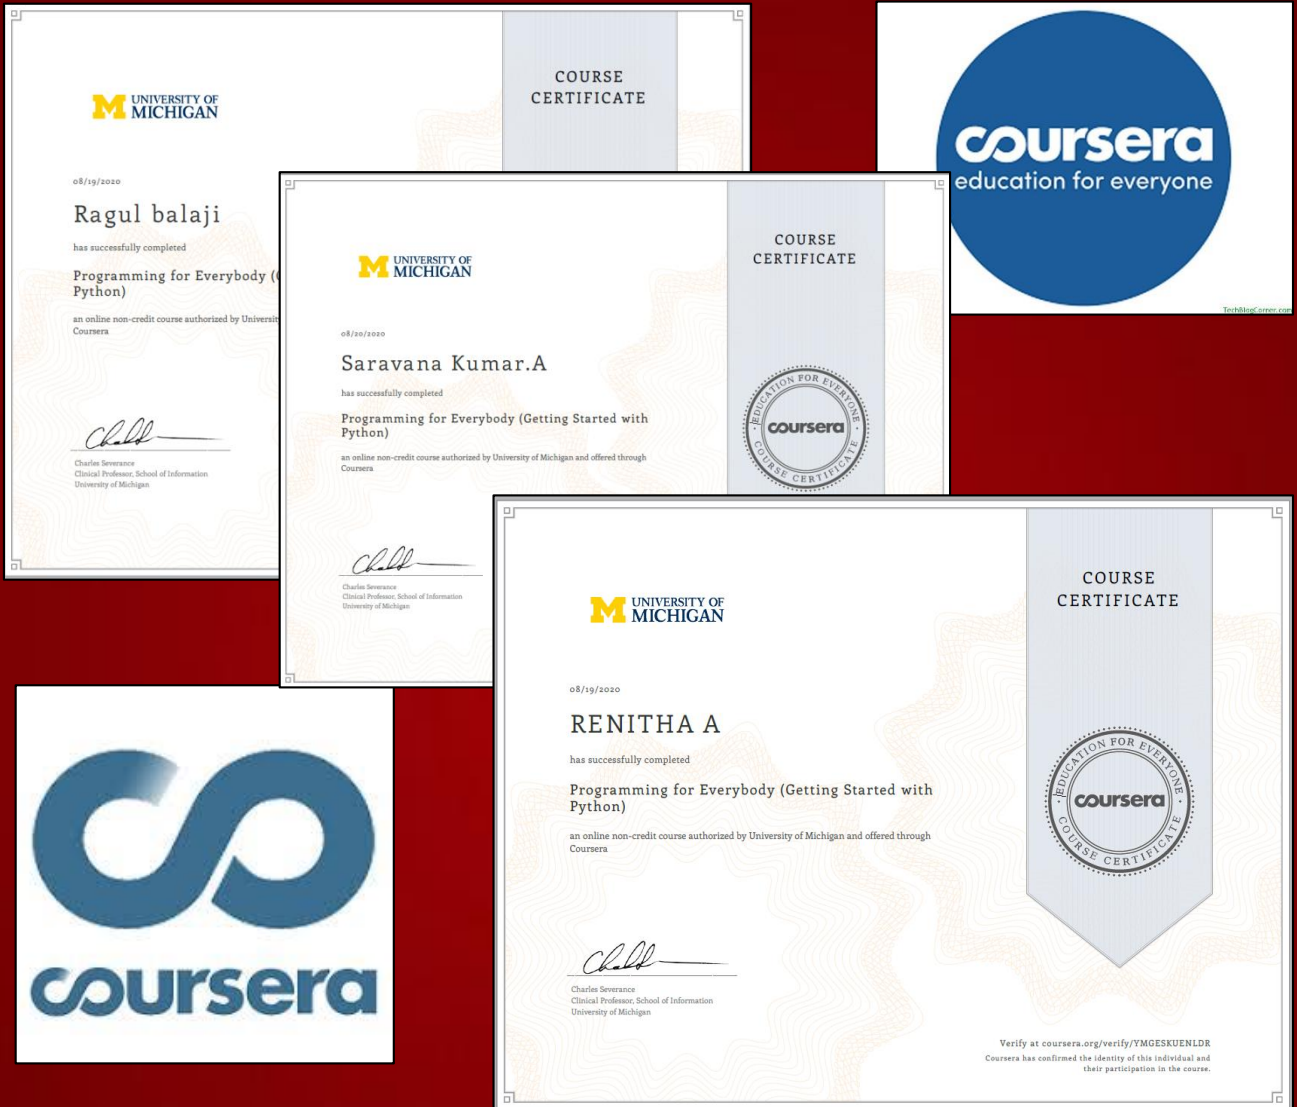 UNIVERSITY OF
MICHIGAN
COURSE
CERTIFICATE
08/19/2020
Ragul balaji
has successfully completed
Programming for Everybody (
Python)
an online non-credit course authorized by
Coursera
Charles Severance
Clinical Professor, School of Information
University of Michigan
coursera
education for everyone
TechBlogCorner.com
UNIVERSITY OF
MICHIGAN
COURSE
CERTIFICATE
08/20/2020
Saravana Kumar.A
has successfully completed
Programming for Everybody (Getting Started with
Python)
an online non-credit course authorized by University of Michigan and offered through
Coursera
EDUCATION FOR EVERYONE
coursera
COURSE CERTIFICATE
Charles Severance
Clinical Professor, School of Information
University of Michigan
coursera
UNIVERSITY OF
MICHIGAN
COURSE
CERTIFICATE
08/19/2020
RENITHA A
has successfully completed
Programming for Everybody (Getting Started with
Python)
an online non-credit course authorized by University of Michigan and offered through
Coursera
EDUCATION FOR EVERYONE
coursera
COURSE CERTIFICATE
Charles Severance
Clinical Professor, School of Information
University of Michigan
Verify at coursera.org/verify/YMGESKUENLDR
Coursera has confirmed the identity of this individual and
their participation in the course.